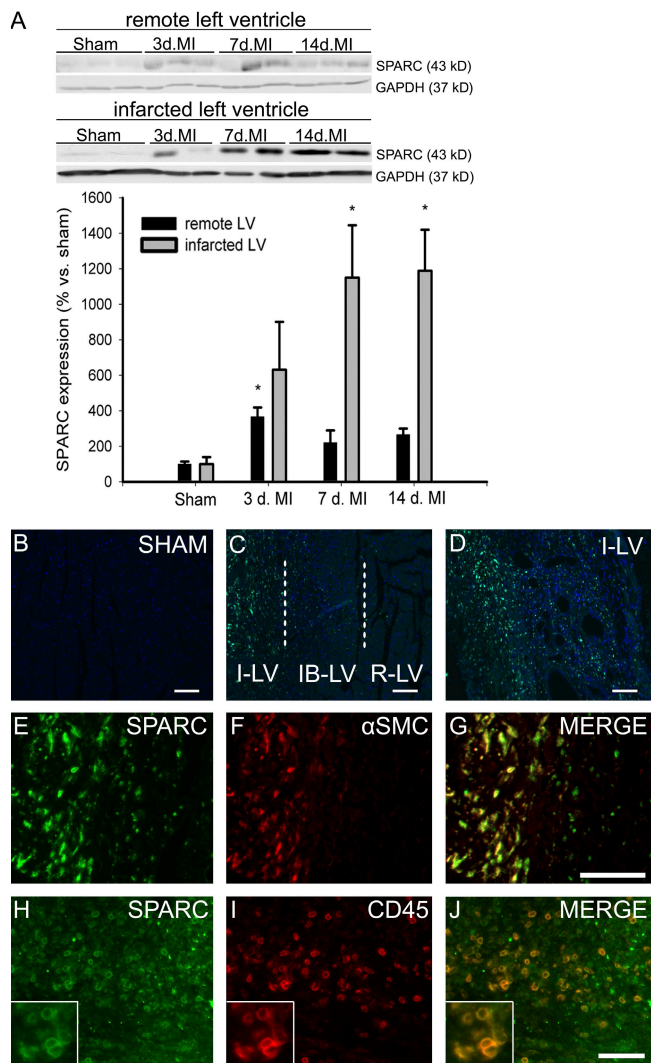 A
remote left ventricle
Sham 3d.MI 7d.MI 14d.MI
SPARC (43 kD)
GAPDH (37 kD)
infarcted left ventricle
Sham 3d.MI 7d.MI 14d.MI
SPARC (43 kD)
GAPDH (37 kD)
SPARC expression (% vs. sham)
1600
1400
1200
1000
800
600
400
200
0
remote LV
infarcted LV
*
*
*
Sham 3 d. MI 7 d. MI 14 d. MI
B SHAM
C
I-LV IB-LV R-LV
D I-LV
E SPARC
F αSMC
G MERGE
H SPARC
I CD45
J MERGE